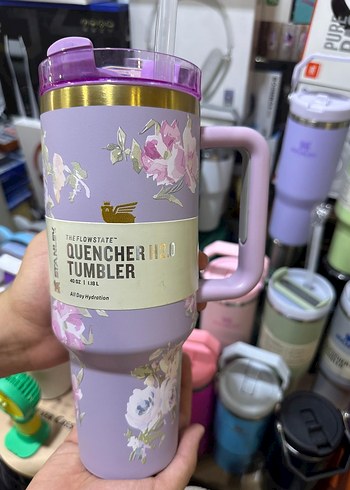 STANLEY
THE FLOWSTATE™
QUENCHER H2.0
TUMBLER
40 OZ | 1.18 L
All Day Hydration